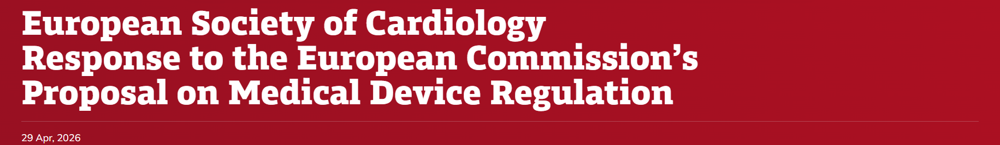 European Society of Cardiology
Response to the European Commission’s
Proposal on Medical Device Regulation
29 Apr, 2026